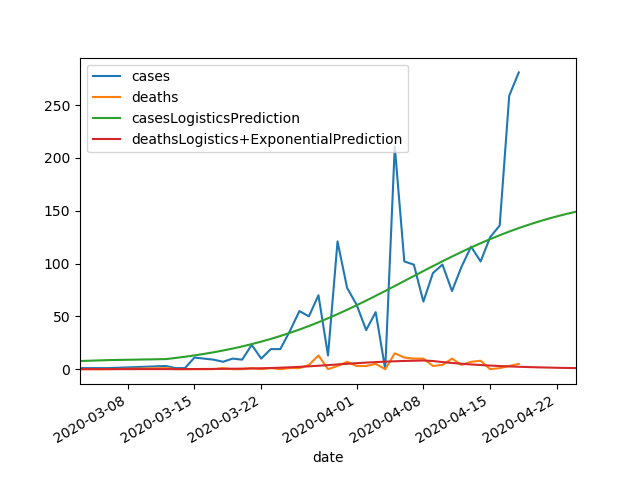 cases
deaths
casesLogisticsPrediction
deathsLogistics+ExponentialPrediction
250
200
150
100
50
0
2020-03-08
2020-03-15
2020-03-22
2020-04-01
2020-04-08
2020-04-15
2020-04-22
date